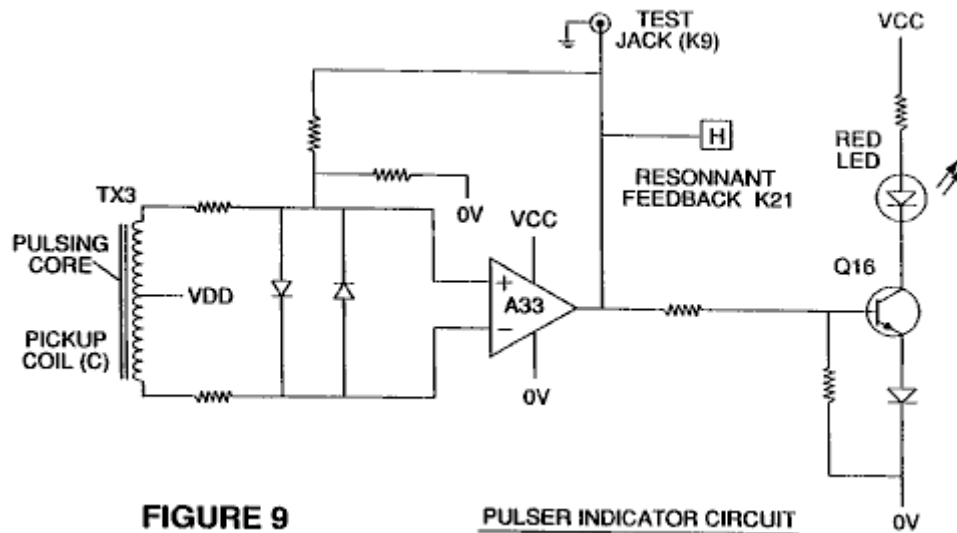 TEST
JACK (K9)
VCC
H
RED
LED
RESONNANT
FEEDBACK K21
TX3
0V
VCC
PULSING
CORE
VDD
+
A33
−
Q16
PICKUP
COIL (C)
0V
FIGURE 9
PULSER INDICATOR CIRCUIT
0V